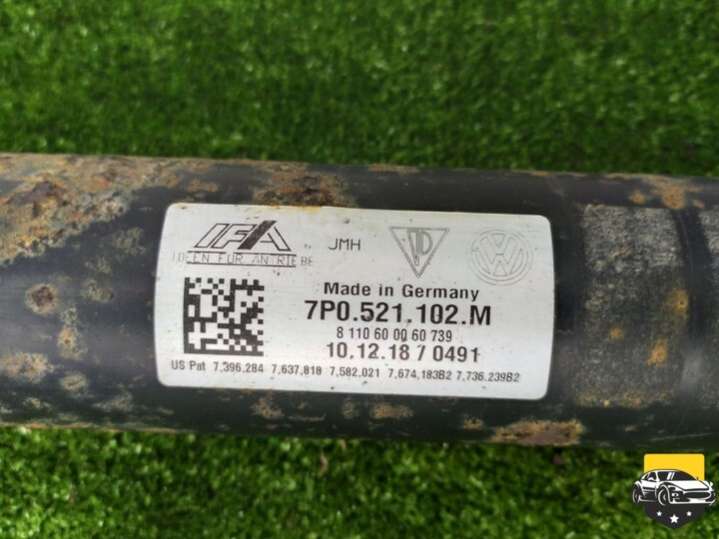 IFA
IDEEN FÜR ANTRIEBE
JMH
VW
Made in Germany
7P0.521.102.M
8 110 60 00 60 739
10.12.18 7 0491
US Pat 7,396,284 7,637,818 7,582,021 7,674,183B2 7,736,239B2